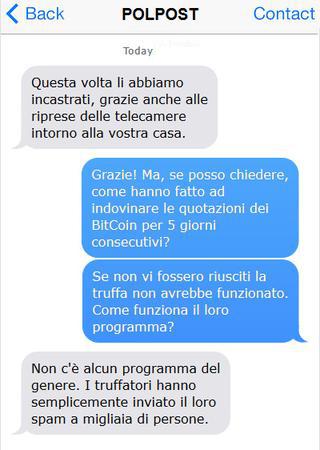 Back
POLPOST
Contact
Today
Questa volta li abbiamo
incastrati, grazie anche alle
riprese delle telecamere
intorno alla vostra casa.
Grazie! Ma, se posso chiedere,
come hanno fatto ad
indovinare le quotazioni dei
BitCoin per 5 giorni
consecutivi?
Se non vi fossero riusciti la
truffa non avrebbe funzionato.
Come funziona il loro
programma?
Non c'è alcun programma del
genere. I truffatori hanno
semplicemente inviato il loro
spam a migliaia di persone.